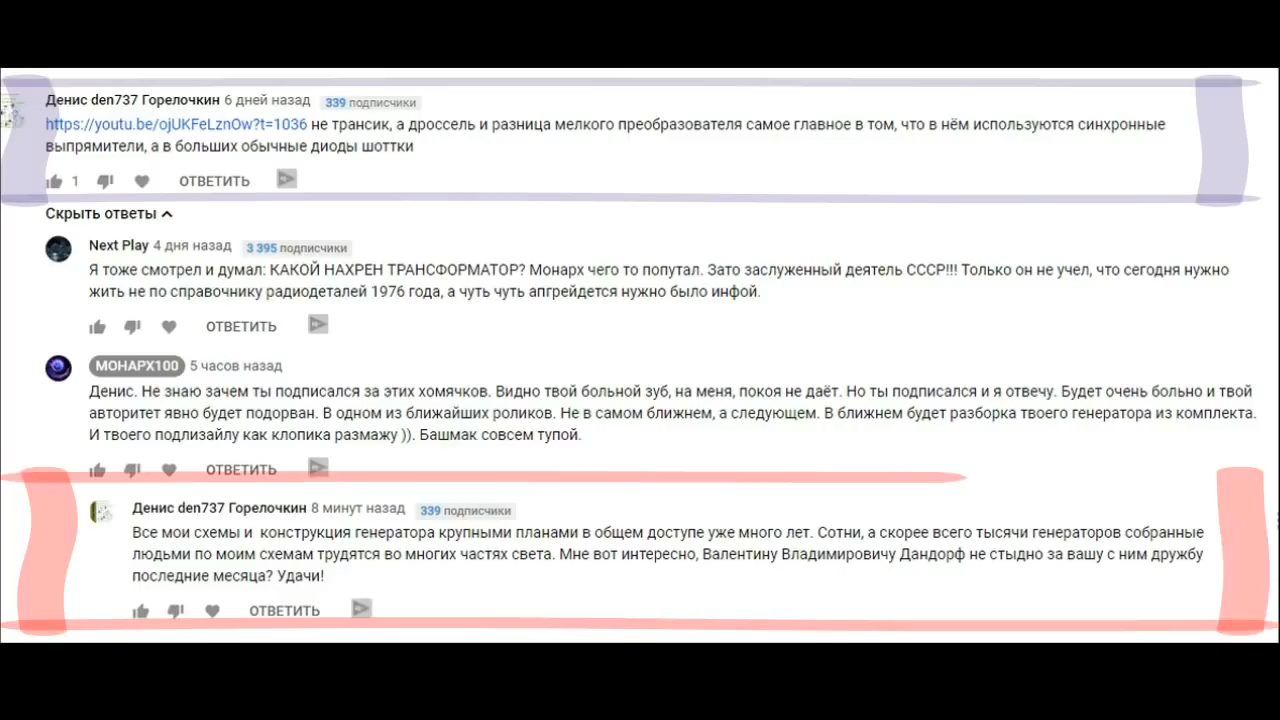 Денис den737 Горелочкин 6 дней назад 339 подписчики
https://youtu.be/ojUKFeLznOw?t=1036 не трансик, а дроссель и разница мелкого преобразователя самое главное в том, что в нём используются синхронные
выпрямители, а в больших обычные диоды шоттки
1 ОТВЕТИТЬ
Скрыть ответы
Next Play 4 дня назад 3 395 подписчики
Я тоже смотрел и думал: КАКОЙ НАХРЕН ТРАНСФОРМАТОР? Монарх чего то попутал. Зато заслуженный деятель СССР!!! Только он не учел, что сегодня нужно
жить не по справочнику радиодеталей 1976 года, а чуть чуть апгрейдется нужно было инфой.
ОТВЕТИТЬ
МОНАРХ100 5 часов назад
Денис. Не знаю зачем ты подписался за этих хомячков. Видно твой больной зуб, на меня, покоя не даёт. Но ты подписался и я отвечу. Будет очень больно и твой
авторитет явно будет подорван. В одном из ближайших роликов. Не в самом ближнем, а следующем. В ближнем будет разборка твоего генератора из комплекта.
И твоего подлизайлу как клопика размажу )). Башмак совсем тупой.
ОТВЕТИТЬ
Денис den737 Горелочкин 8 минут назад 339 подписчики
Все мои схемы и конструкция генератора крупными планами в общем доступе уже много лет. Сотни, а скорее всего тысячи генераторов собранные
людьми по моим схемам трудятся во многих частях света. Мне вот интересно, Валентину Владимировичу Дандорф не стыдно за вашу с ним дружбу
последние месяца? Удачи!
ОТВЕТИТЬ